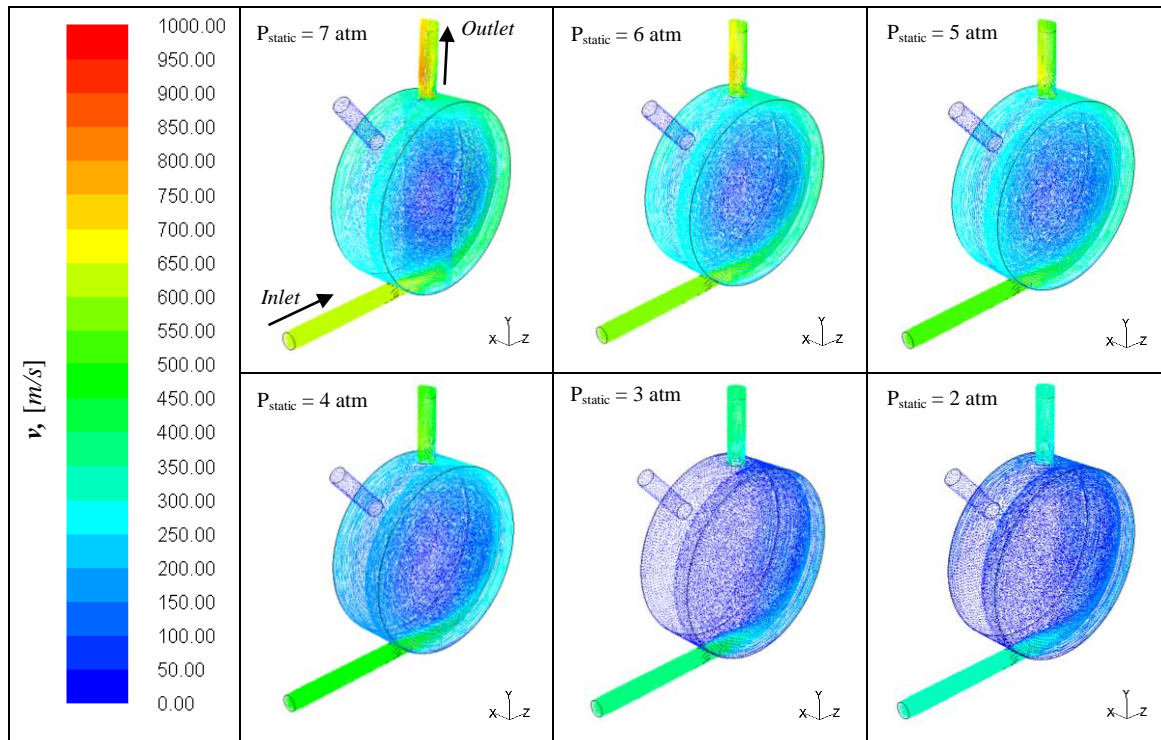 v, [m/s]
1000.00
950.00
900.00
850.00
800.00
750.00
700.00
650.00
600.00
550.00
500.00
450.00
400.00
350.00
300.00
250.00
200.00
150.00
100.00
50.00
0.00
Pstatic = 7 atm
Outlet
Inlet
Y
X Z
Pstatic = 6 atm
Y
X Z
Pstatic = 5 atm
Y
X Z
Pstatic = 4 atm
Y
X Z
Pstatic = 3 atm
Y
X Z
Pstatic = 2 atm
Y
X Z